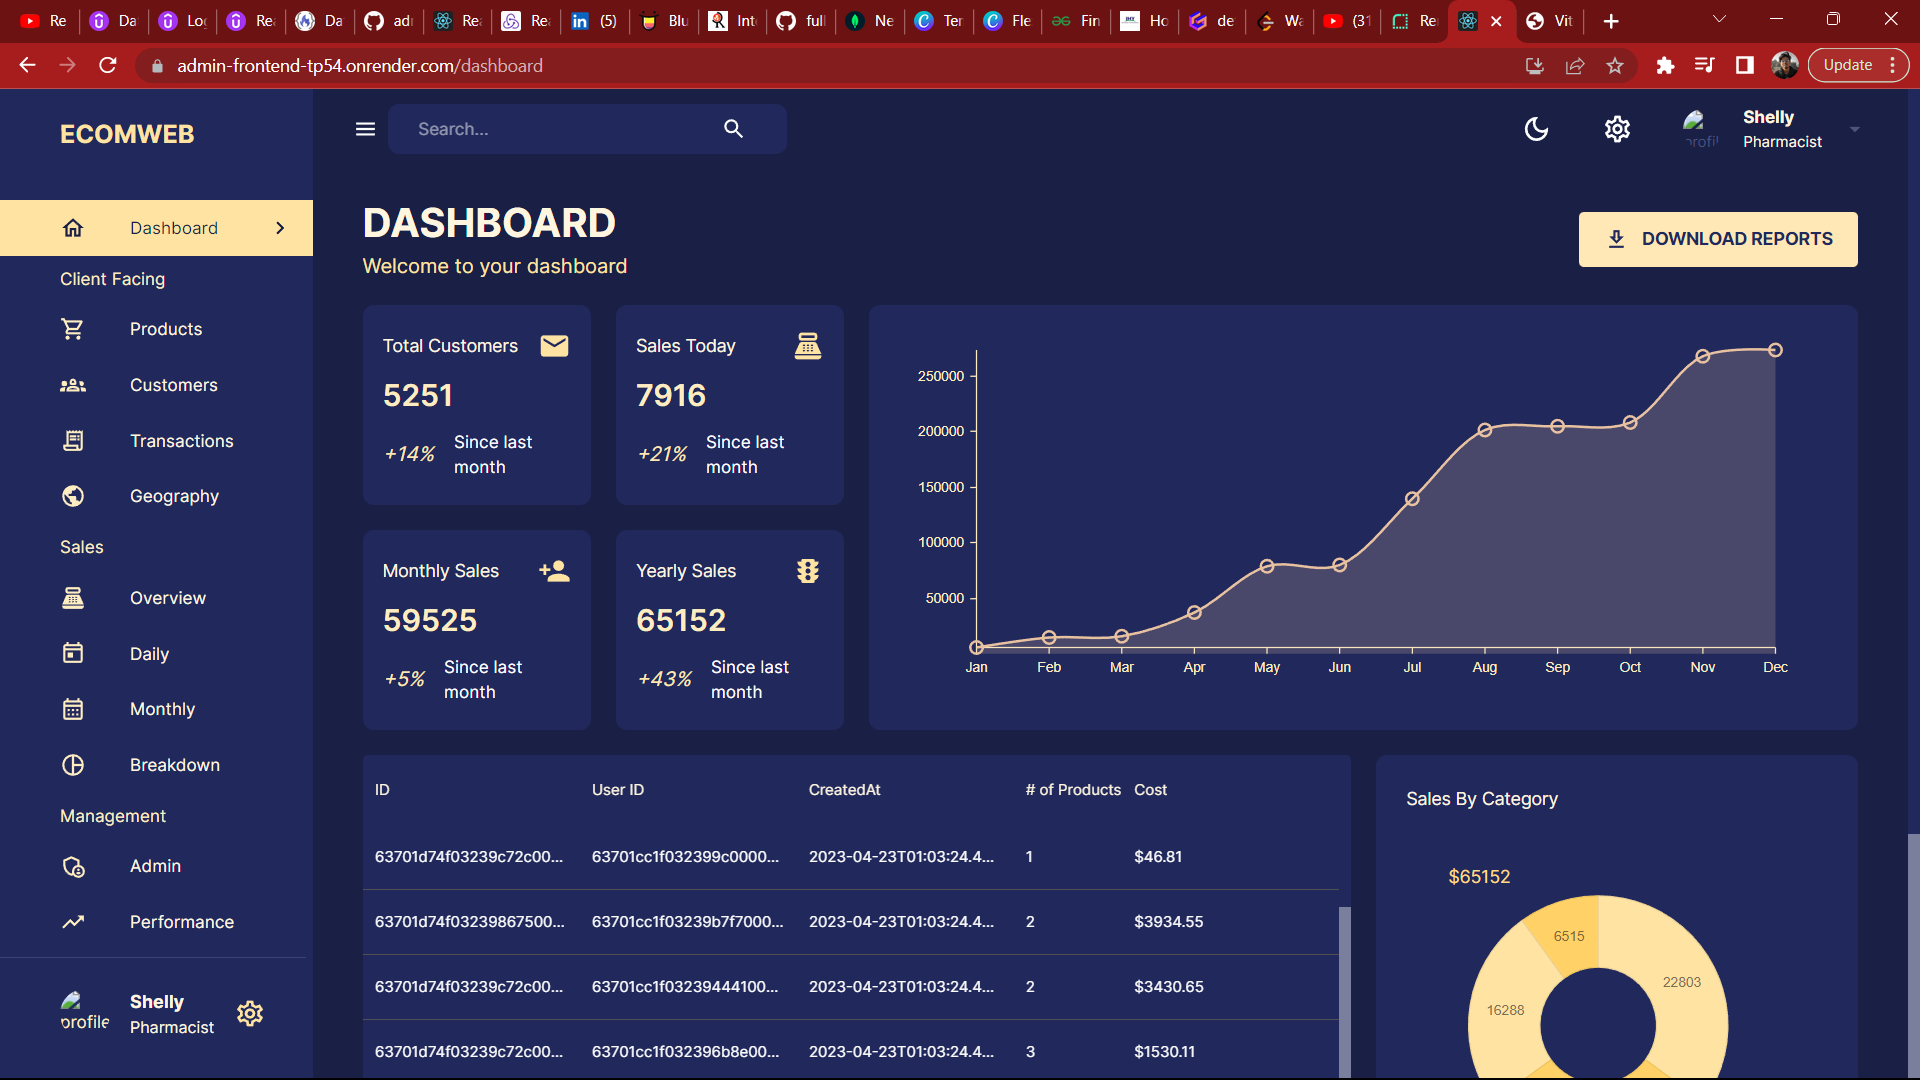 Re
Da
Lo
Re
Da
adr
Re
Re
(5)
Blu
Int
full
Ne
Ter
Fle
Fin
Ho
de
Wa
(31
Re
Vit
admin-frontend-tp54.onrender.com/dashboard
Update
ECOMWEB
Search...
Shelly
Pharmacist
Dashboard
Client Facing
Products
Customers
Transactions
Geography
Sales
Overview
Daily
Monthly
Breakdown
Management
Admin
Performance
profile
Shelly
Pharmacist
DASHBOARD
Welcome to your dashboard
DOWNLOAD REPORTS
Total Customers
5251
+14% Since last
month
Sales Today
7916
+21% Since last
month
Monthly Sales
59525
+5% Since last
month
Yearly Sales
65152
+43% Since last
month
250000
200000
150000
100000
50000
Jan Feb Mar Apr May Jun Jul Aug Sep Oct Nov Dec
ID User ID CreatedAt # of Products Cost
63701d74f03239c72c00... 63701cc1f032399c0000... 2023-04-23T01:03:24.4... 1 $46.81
63701d74f03239867500... 63701cc1f03239b7f7000... 2023-04-23T01:03:24.4... 2 $3934.55
63701d74f03239c72c00... 63701cc1f03239444100... 2023-04-23T01:03:24.4... 2 $3430.65
63701d74f03239c72c00... 63701cc1f032396b8e00... 2023-04-23T01:03:24.4... 3 $1530.11
Sales By Category
$65152
6515
22803
16288